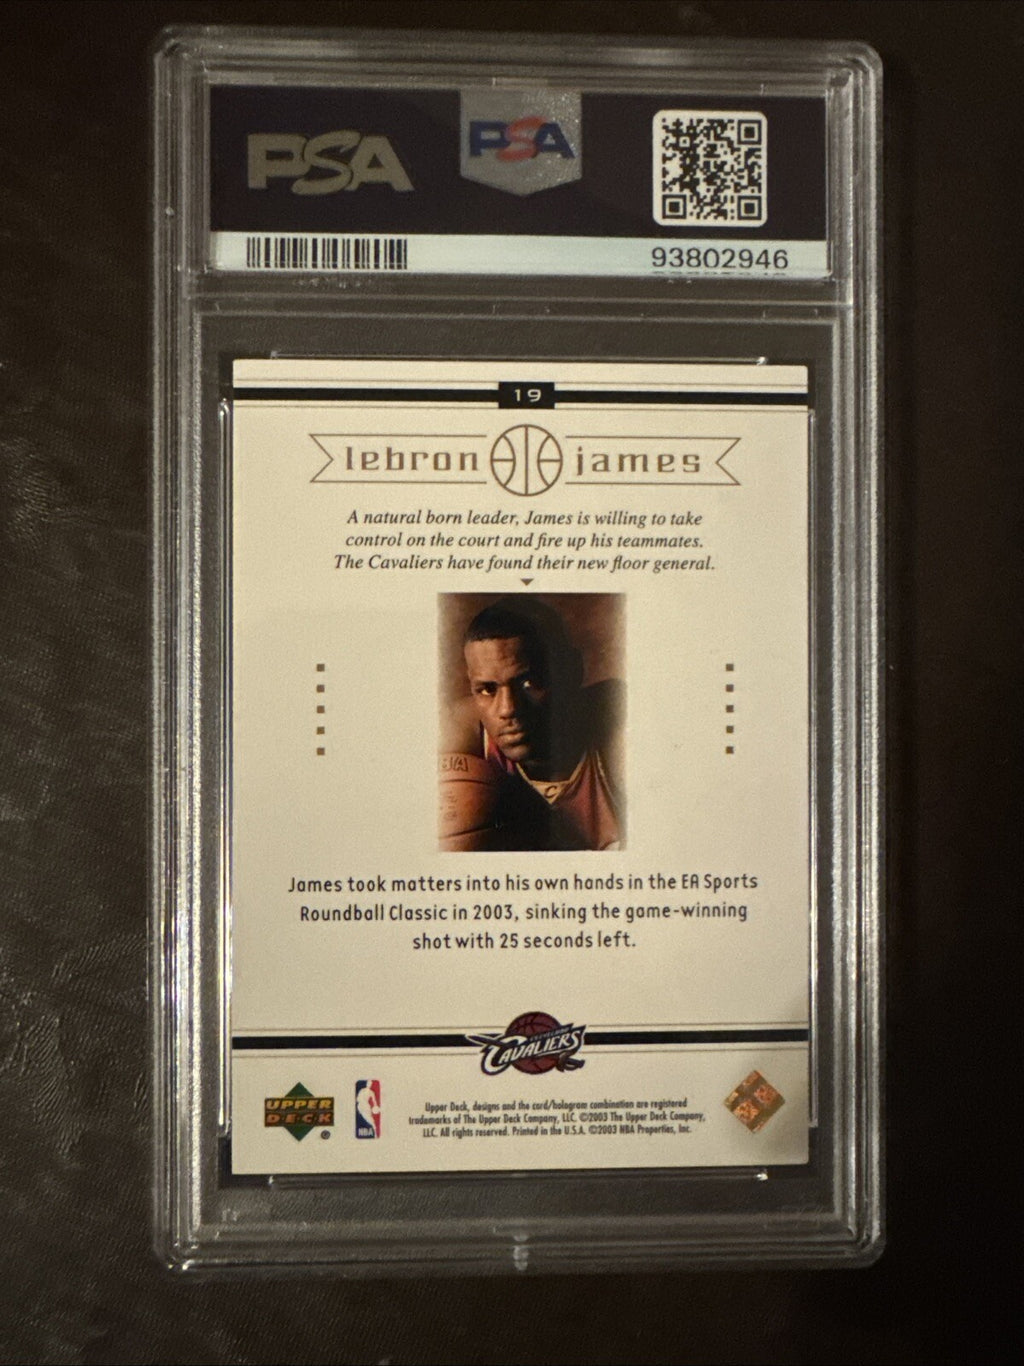 PSA
PSA
93802946
19
lebron james
A natural born leader, James is willing to take
control on the court and fire up his teammates.
The Cavaliers have found their new floor general.
C
James took matters into his own hands in the EA Sports
Roundball Classic in 2003, sinking the game-winning
shot with 25 seconds left.
CLEVELAND
CAVALIERS
UPPER
DECK
®
NBA
Upper Deck, designs and the card/hologram combination are registered
trademarks of The Upper Deck Company, LLC. ©2003 The Upper Deck Company,
LLC. All rights reserved. Printed in the U.S.A. ©2003 NBA Properties, Inc.